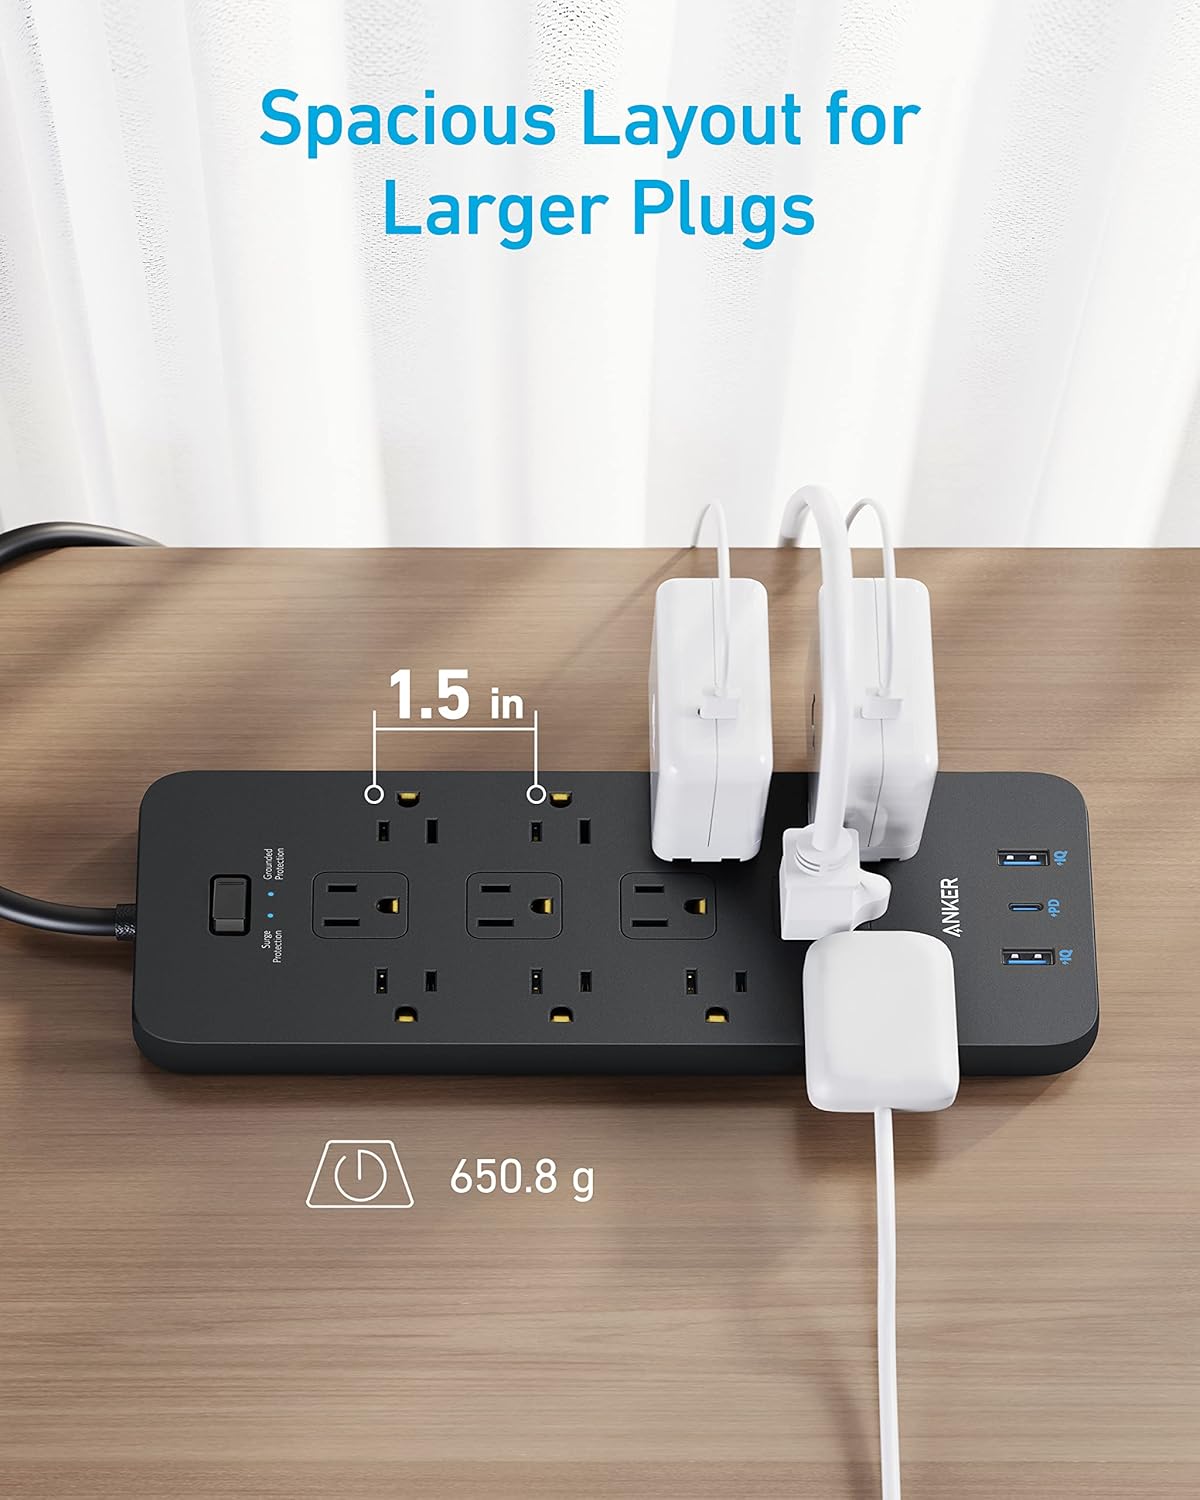 Spacious Layout for
Larger Plugs
1.5 in
Grounded
Protection
Surge
Protection
ANKER
IQ
PD
IQ
650.8 g